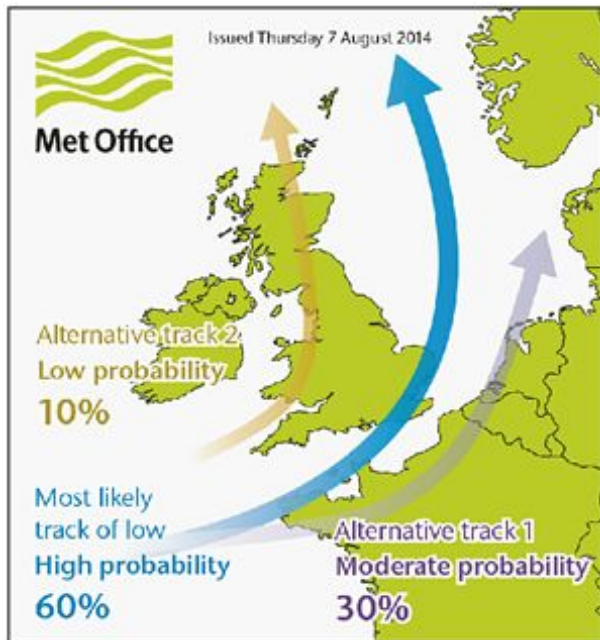 Issued Thursday 7 August 2014
Met Office
Alternative track 2
Low probability
10%
Most likely
track of low
High probability
60%
Alternative track 1
Moderate probability
30%